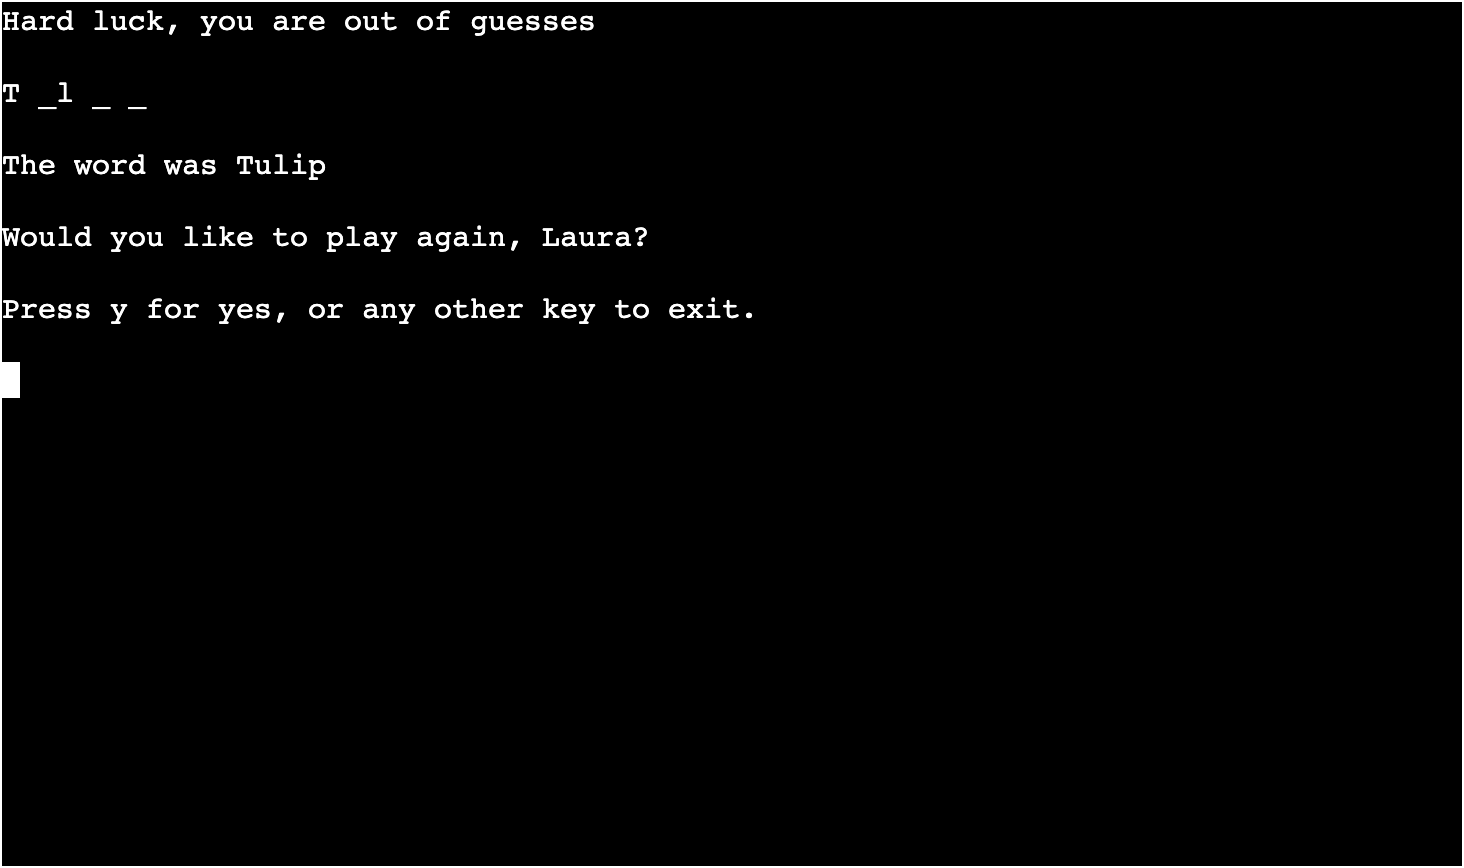 Hard luck, you are out of guesses
T _l _ _
The word was Tulip
Would you like to play again, Laura?
Press y for yes, or any other key to exit.